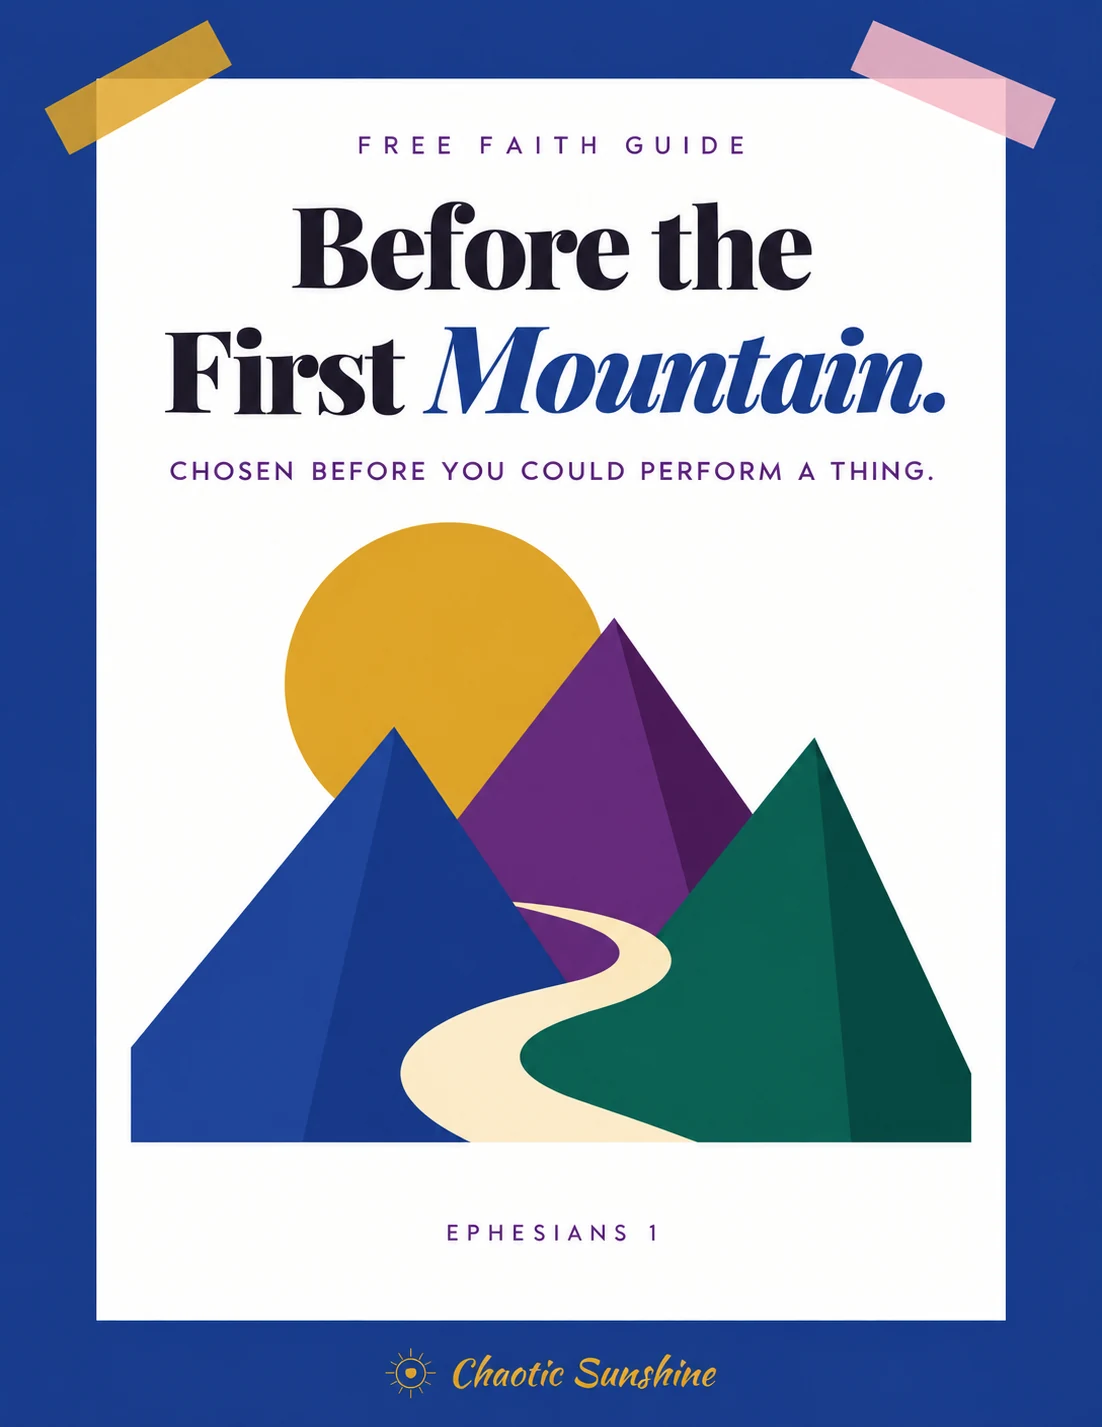 FREE FAITH GUIDE
Before the
First Mountain.
CHOSEN BEFORE YOU COULD PERFORM A THING.
EPHESIANS 1
Chaotic Sunshine